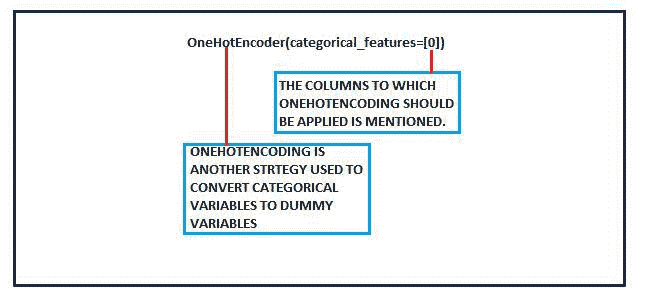 OneHotEncoder(categorical_features=[0])
THE COLUMNS TO WHICH
ONEHOTENCODING SHOULD
BE APPLIED IS MENTIONED.
ONEHOTENCODING IS
ANOTHER STRTEGY USED TO
CONVERT CATEGORICAL
VARIABLES TO DUMMY
VARIABLES